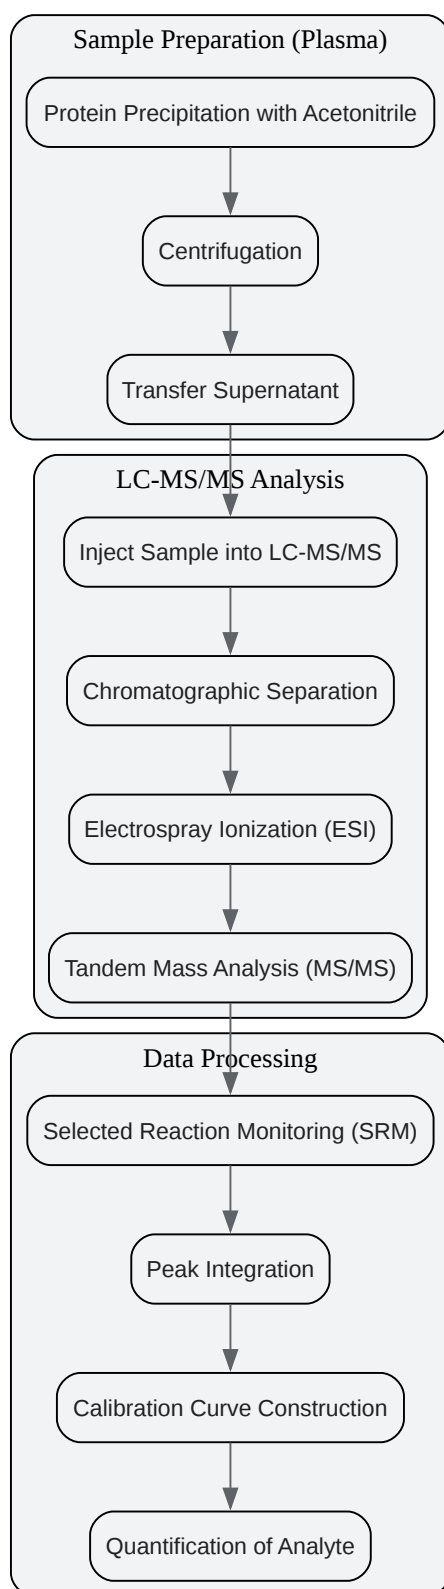 Sample Preparation (Plasma)
Protein Precipitation with Acetonitrile
Centrifugation
Transfer Supernatant
LC-MS/MS Analysis
Inject Sample into LC-MS/MS
Chromatographic Separation
Electrospray Ionization (ESI)
Tandem Mass Analysis (MS/MS)
Data Processing
Selected Reaction Monitoring (SRM)
Peak Integration
Calibration Curve Construction
Quantification of Analyte